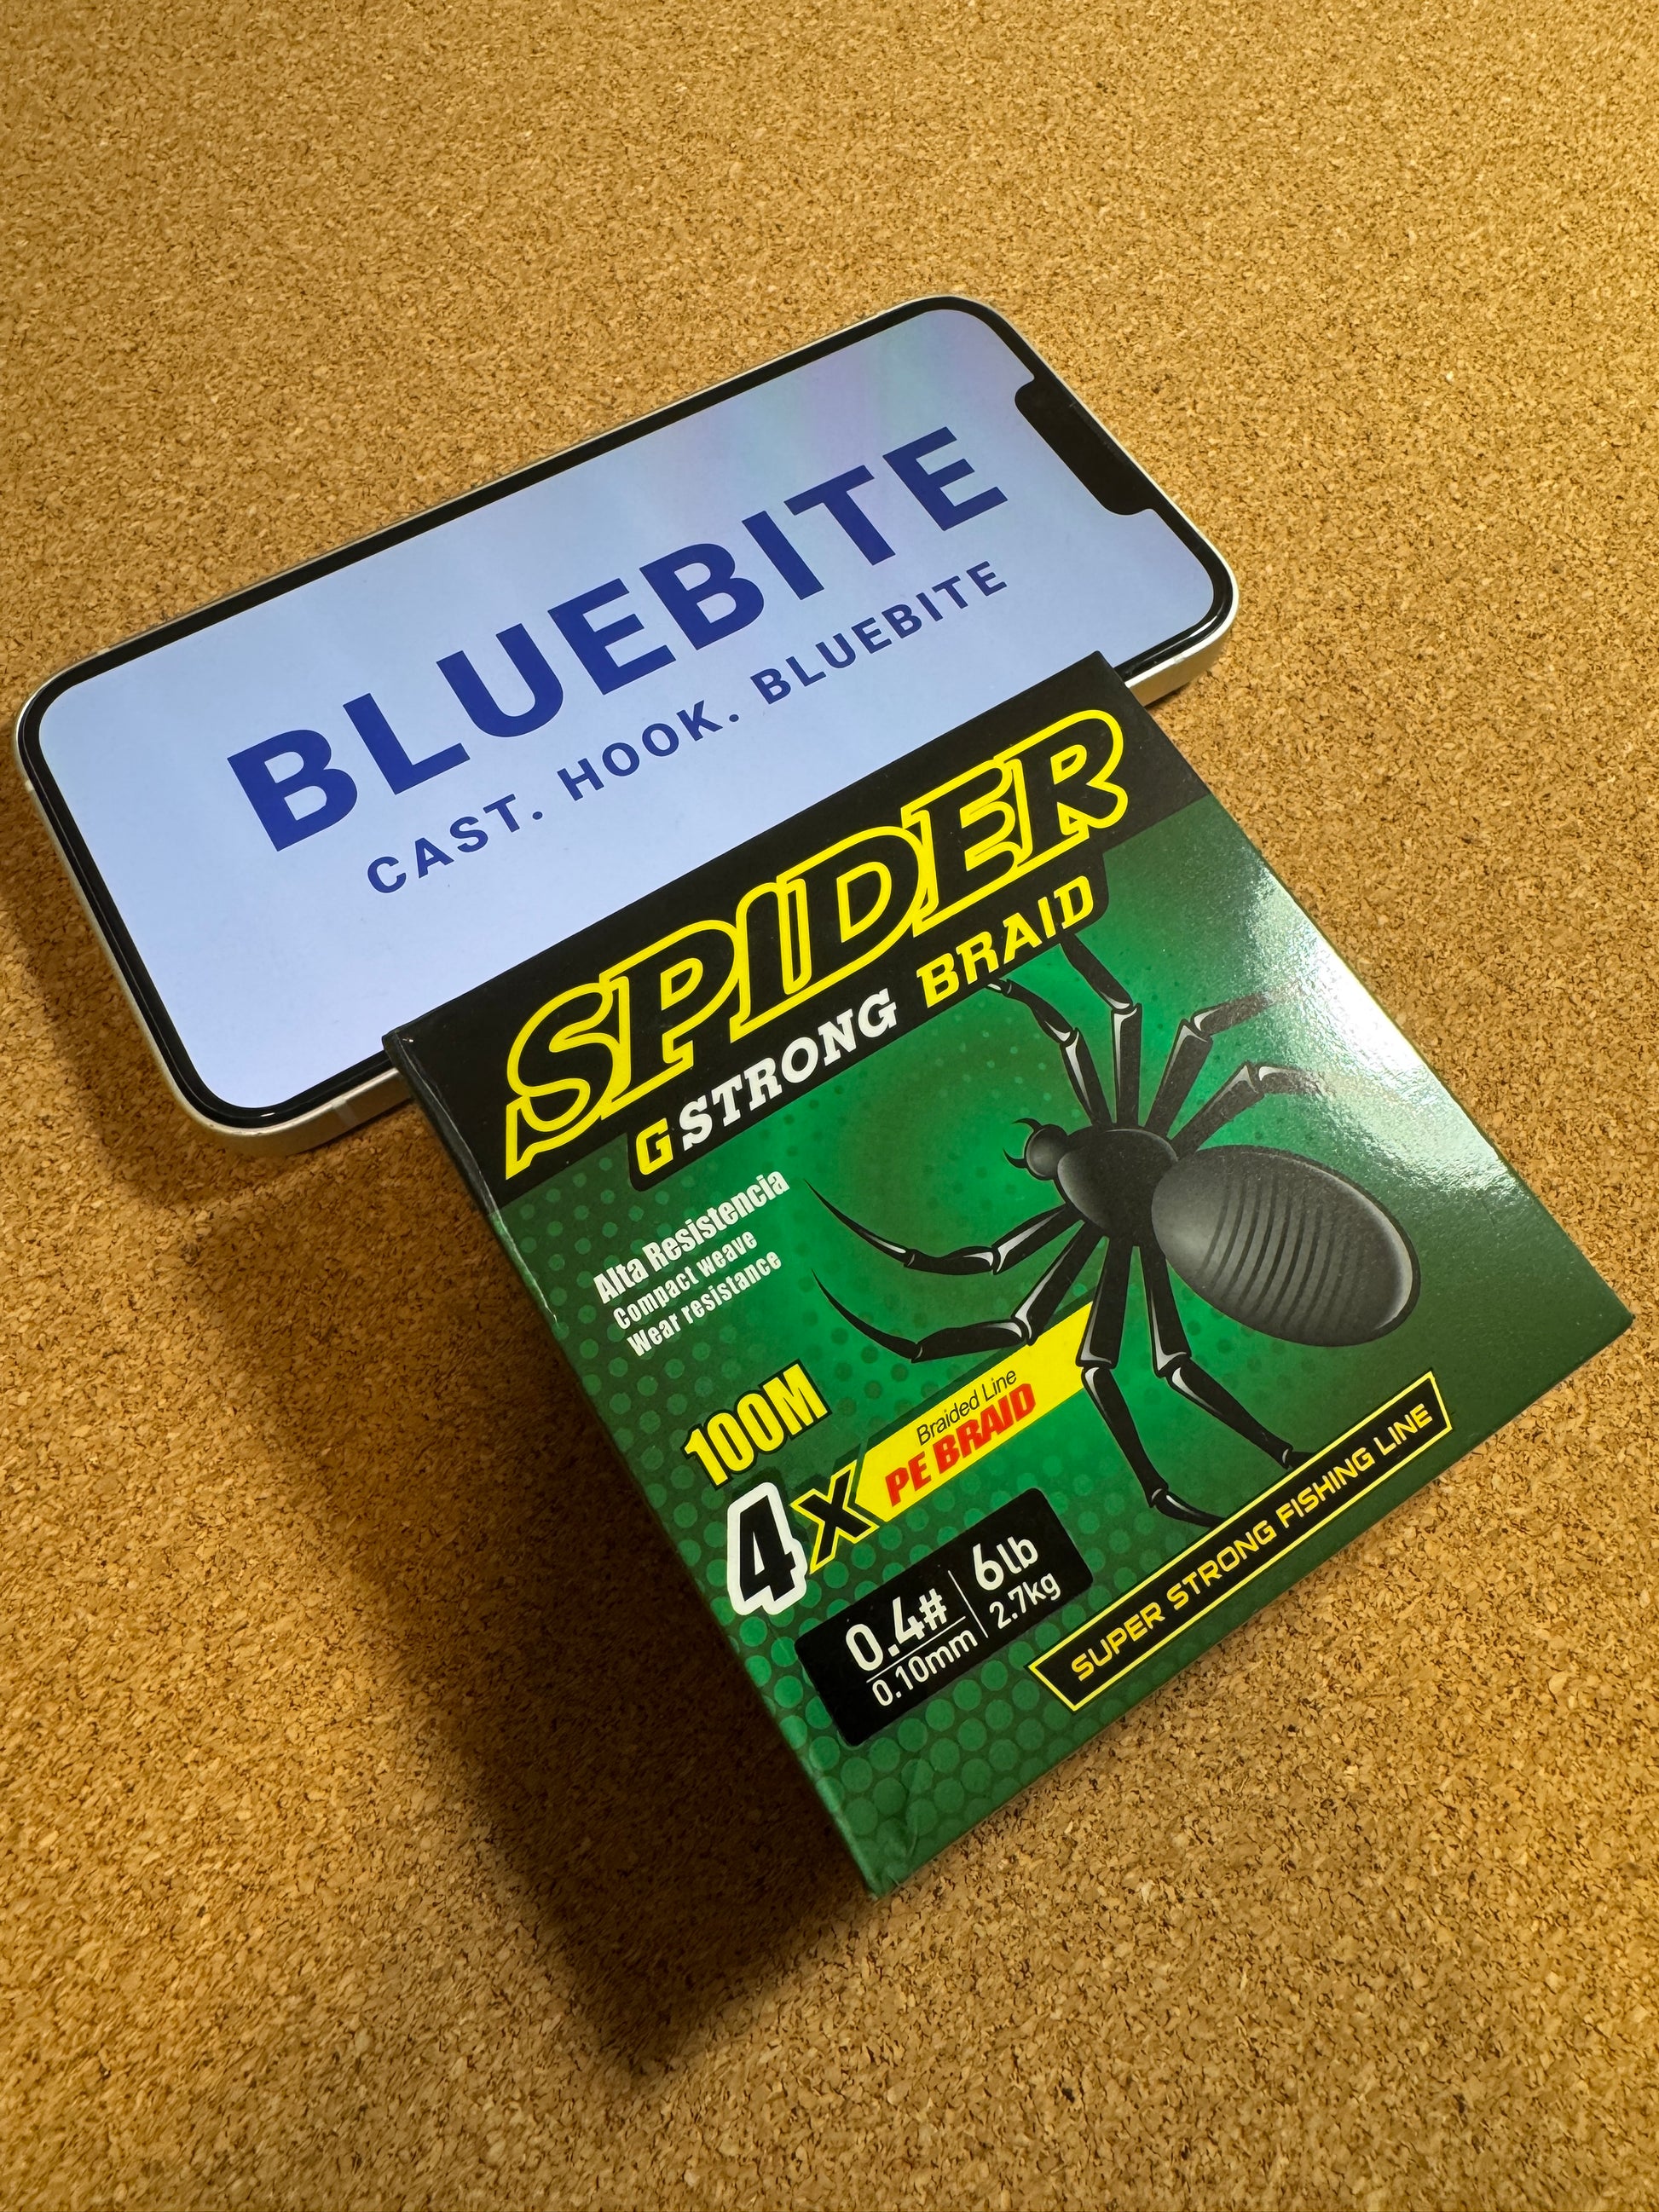 BLUEBITE
CAST. HOOK. BLUEBITE
SPIDER
GSTRONG BRAID
Alta Resistencia
Compact weave
Wear resistance
100M
4X
Braided Line
PE BRAID
0.4#
0.10mm
6lb
2.7kg
SUPER STRONG FISHING LINE